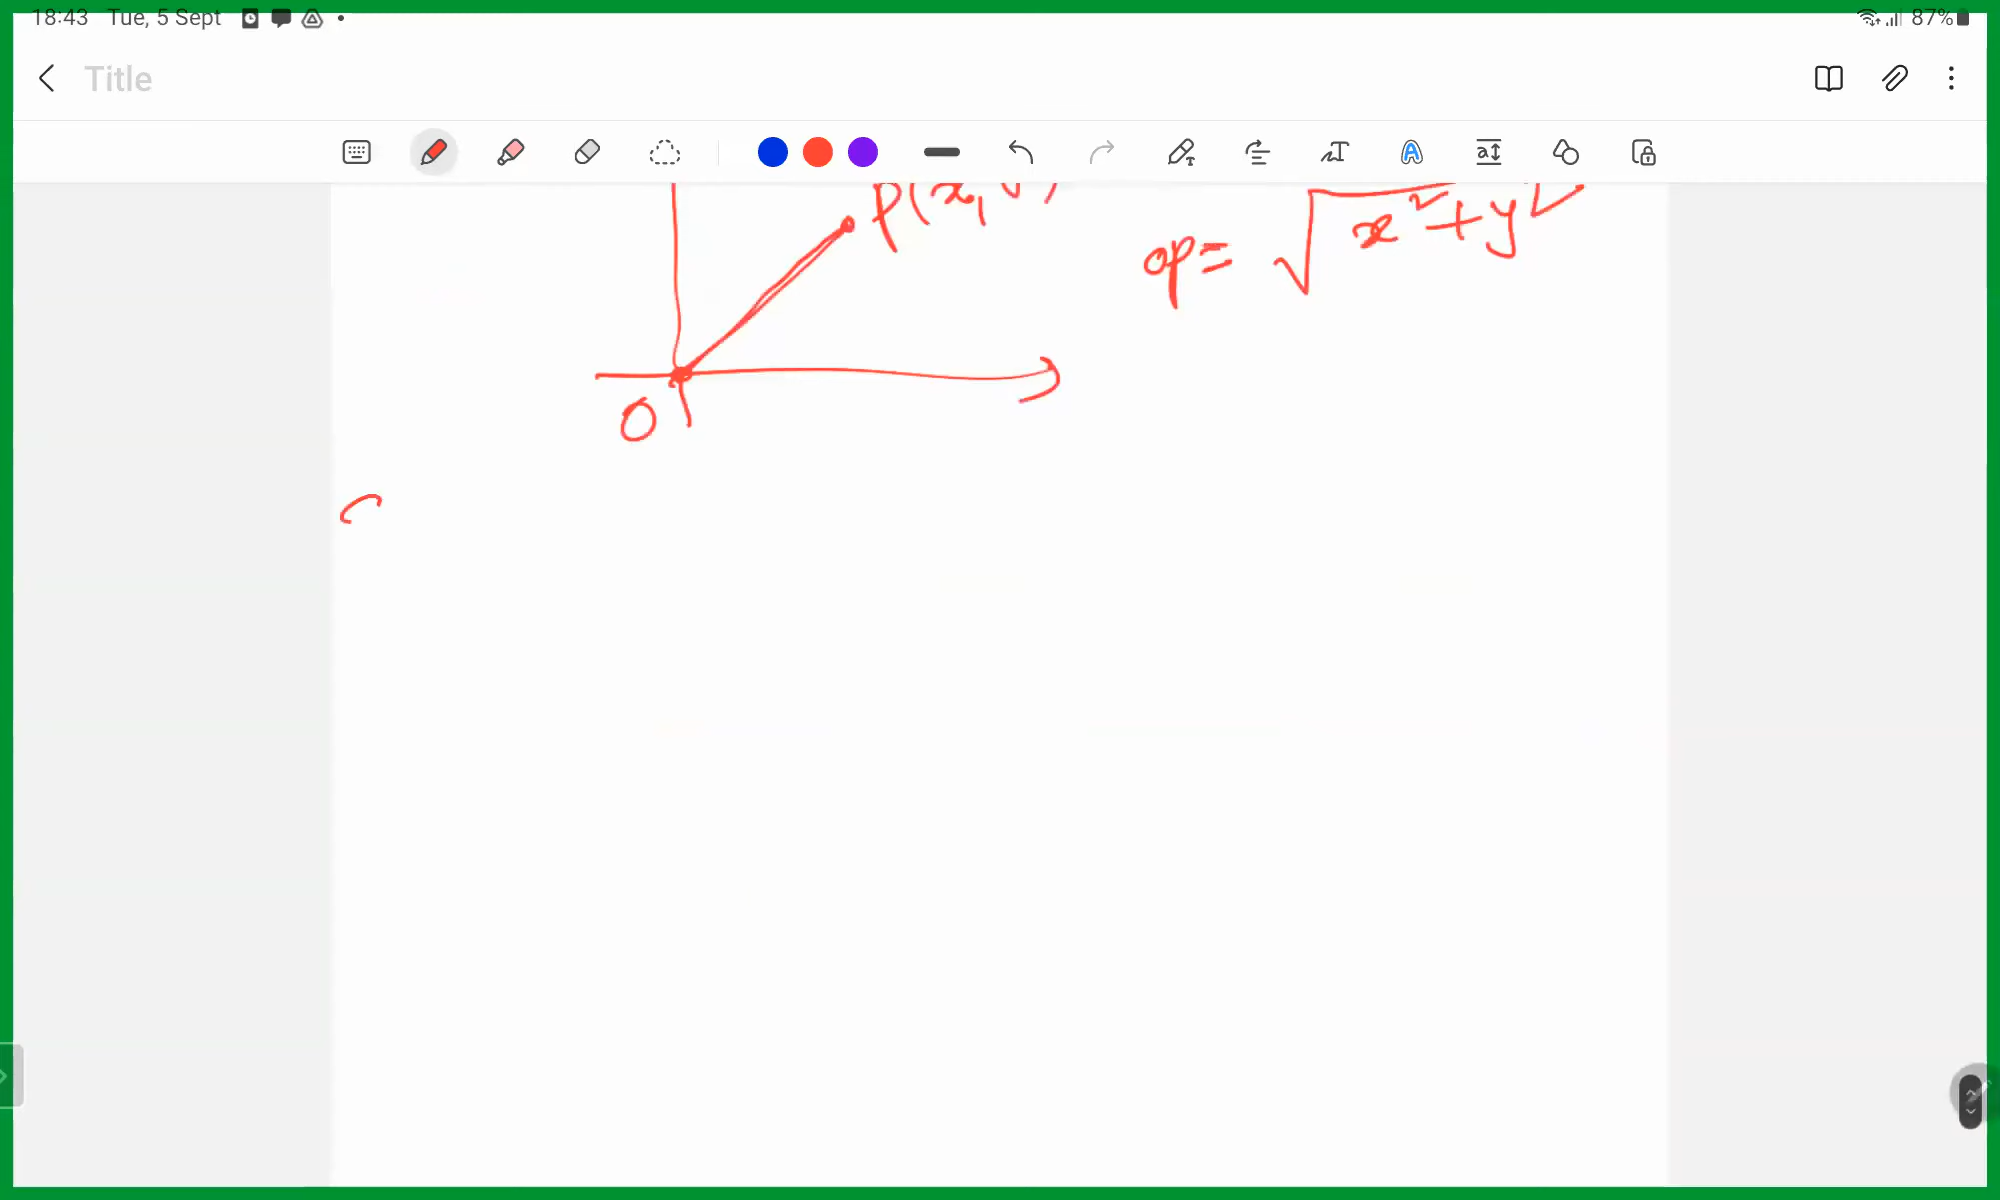 18:43 Tue, 5 Sept 87%
Title
P(x,
OP = √x²+y²
O